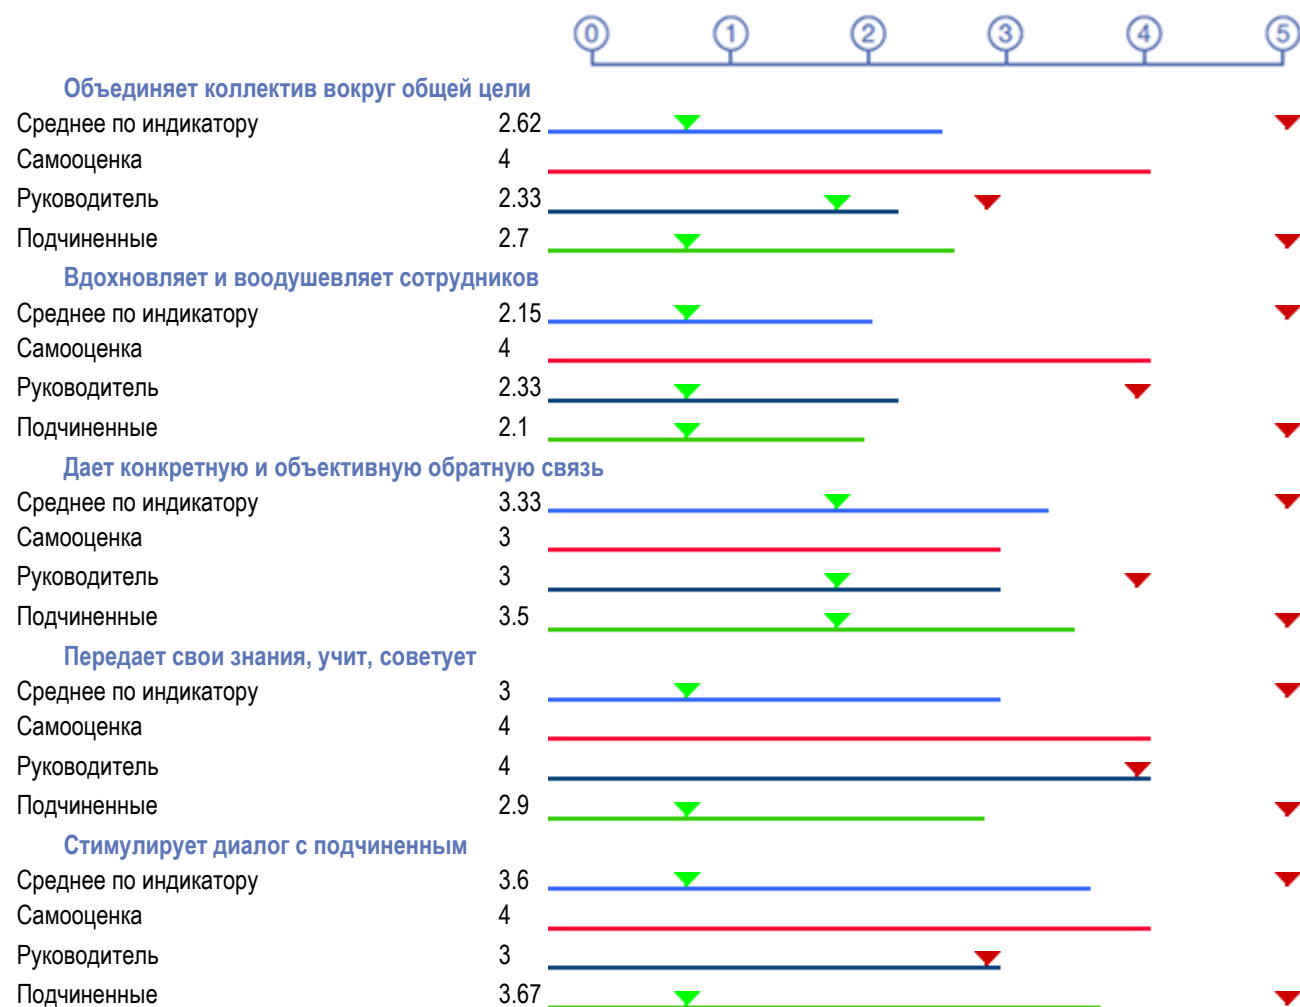 0 1 2 3 4 5
Объединяет коллектив вокруг общей цели
Среднее по индикатору 2.62
Самооценка 4
Руководитель 2.33
Подчиненные 2.7
Вдохновляет и воодушевляет сотрудников
Среднее по индикатору 2.15
Самооценка 4
Руководитель 2.33
Подчиненные 2.1
Дает конкретную и объективную обратную связь
Среднее по индикатору 3.33
Самооценка 3
Руководитель 3
Подчиненные 3.5
Передает свои знания, учит, советует
Среднее по индикатору 3
Самооценка 4
Руководитель 4
Подчиненные 2.9
Стимулирует диалог с подчиненным
Среднее по индикатору 3.6
Самооценка 4
Руководитель 3
Подчиненные 3.67